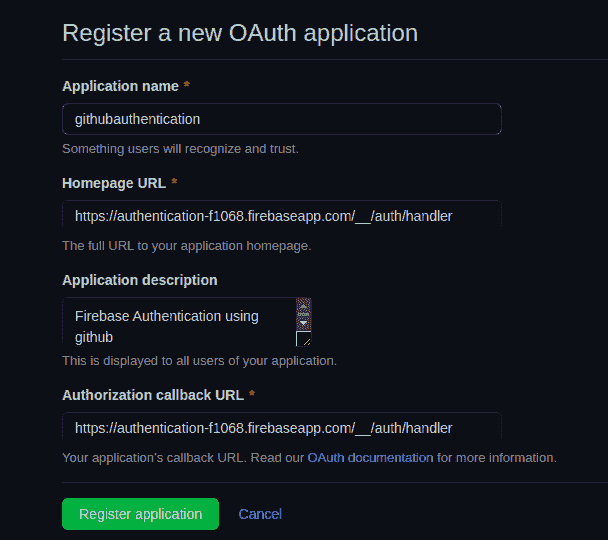 Register a new OAuth application
Application name *
githubauthentication
Something users will recognize and trust.
Homepage URL *
https://authentication-f1068.firebaseapp.com/__/auth/handler
The full URL to your application homepage.
Application description
Firebase Authentication using
github
This is displayed to all users of your application.
Authorization callback URL *
https://authentication-f1068.firebaseapp.com/__/auth/handler
Your application's callback URL. Read our OAuth documentation for more information.
Register application Cancel